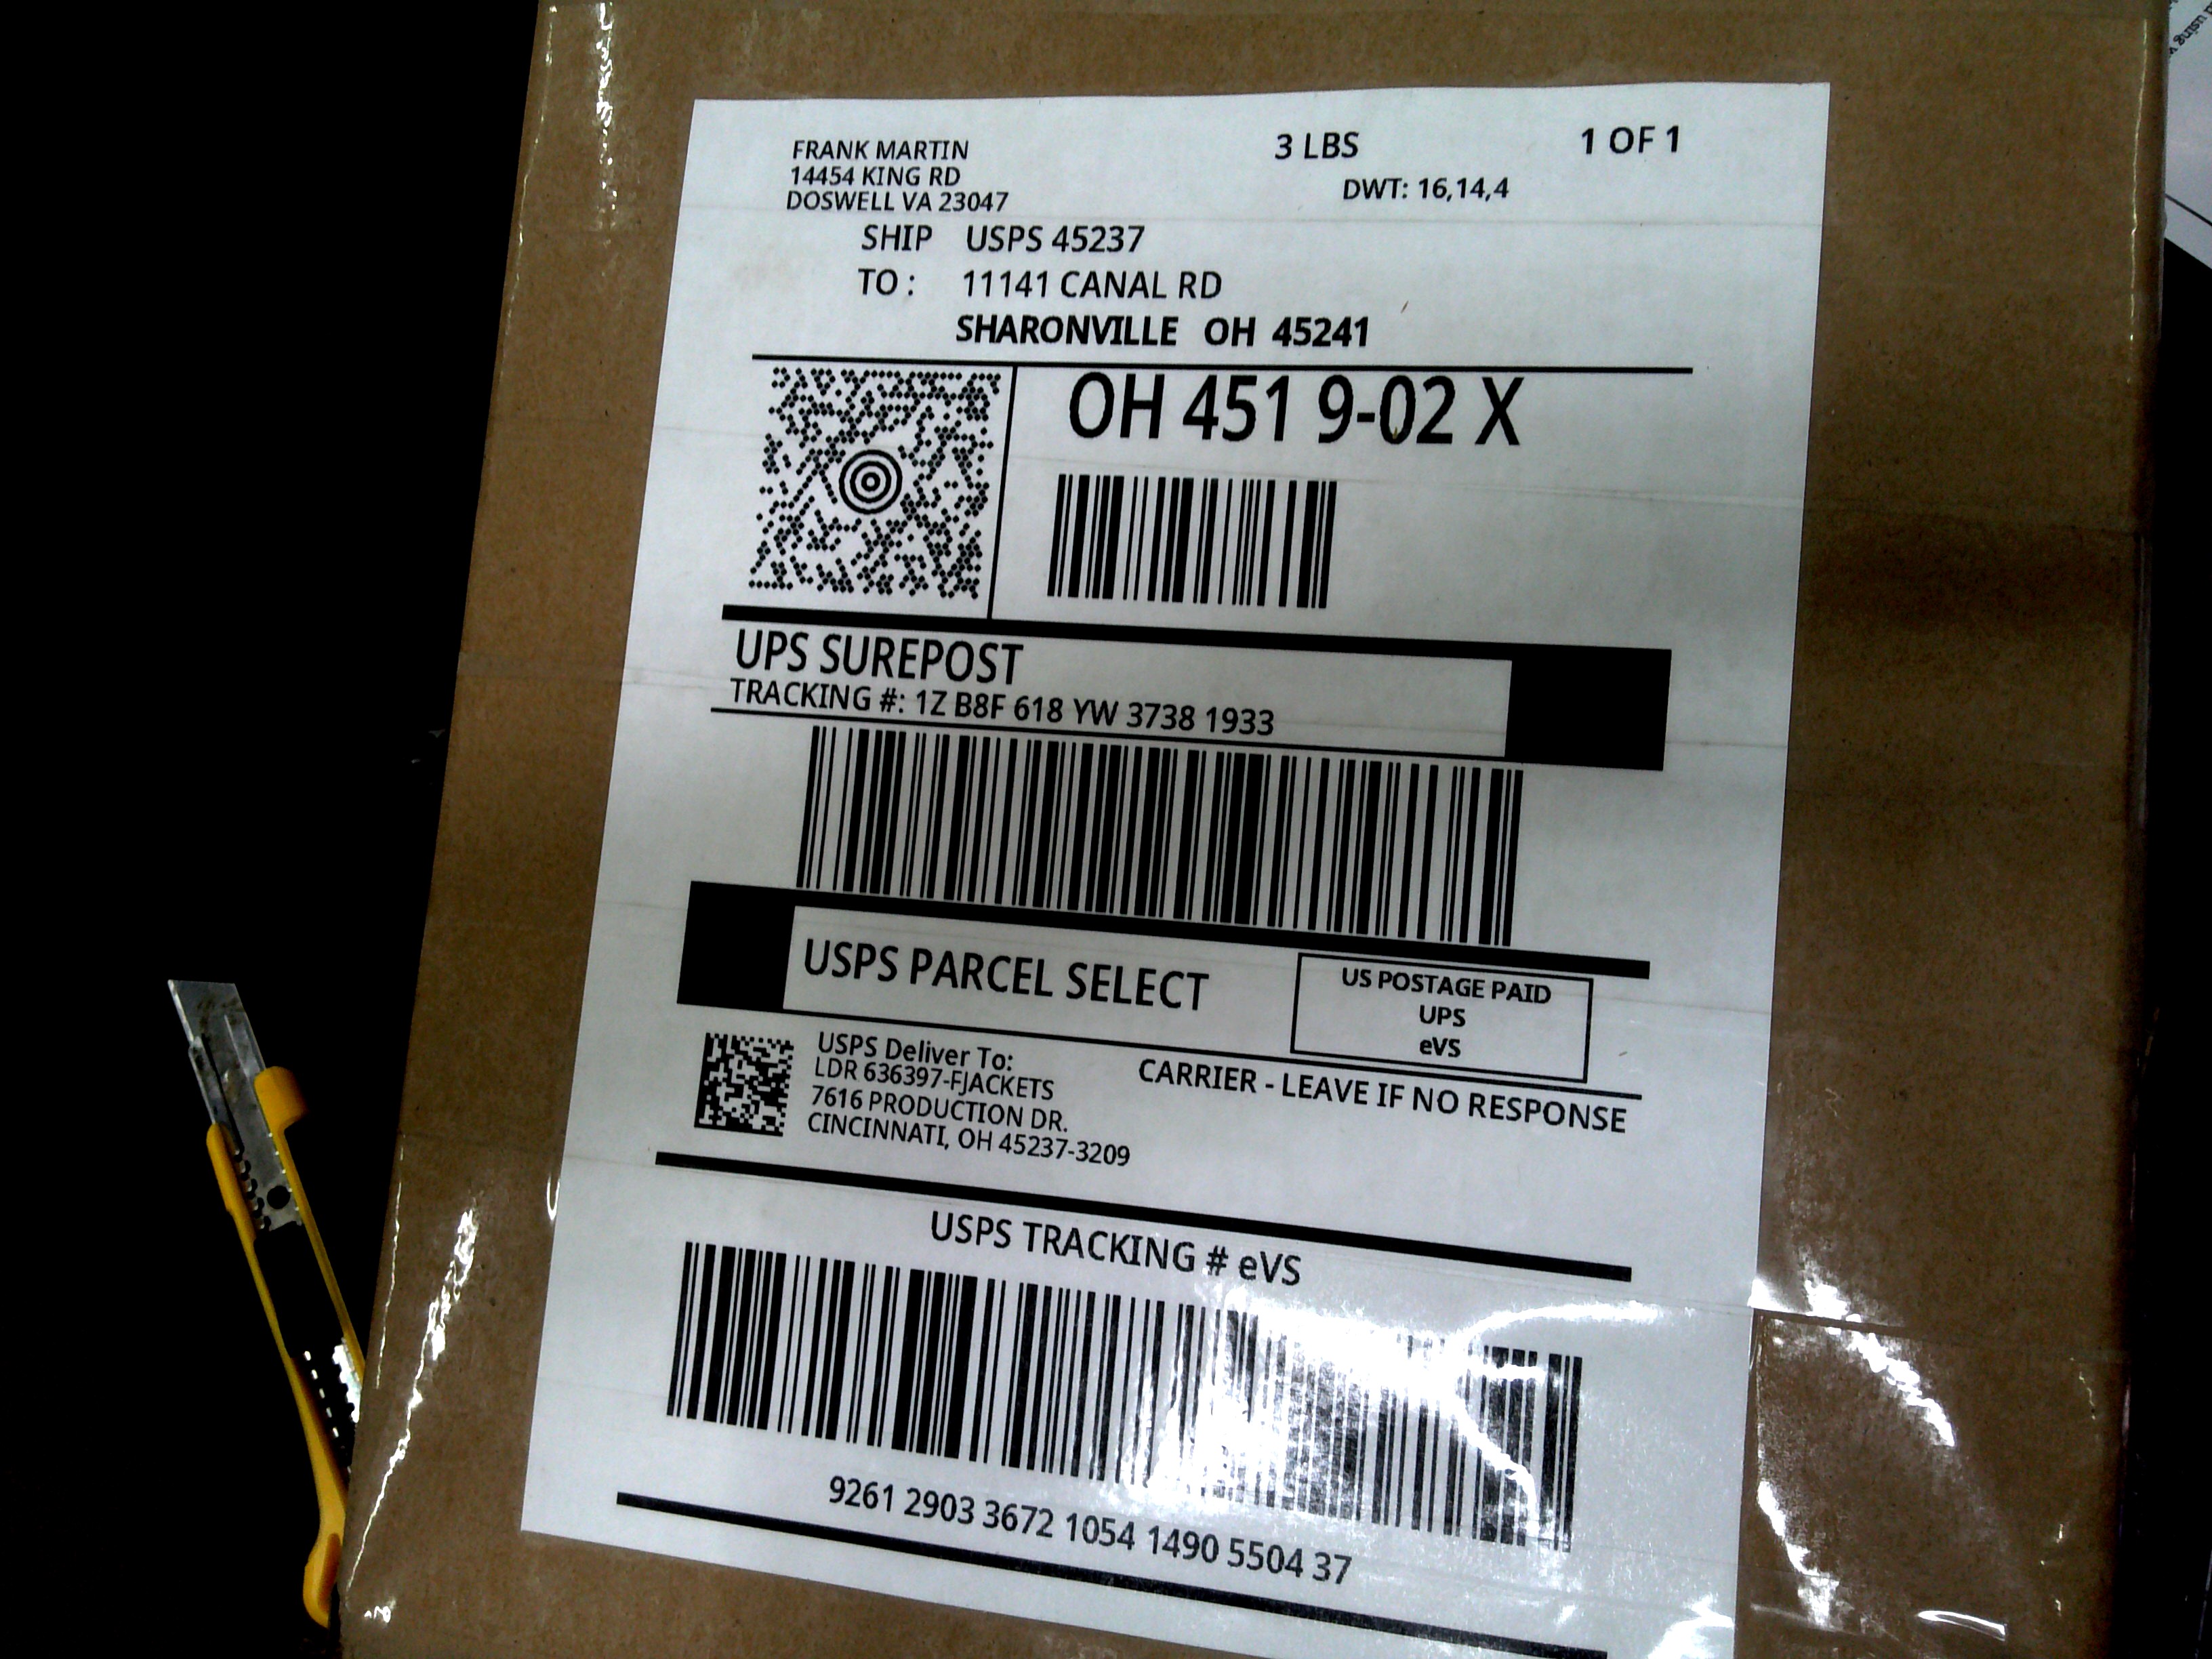 FRANK MARTIN
14454 KING RD
DOSWELL VA 23047
3 LBS
1 OF 1
DWT: 16,14,4
SHIP USPS 45237
TO : 11141 CANAL RD
SHARONVILLE OH 45241
OH 451 9-02 X
UPS SUREPOST
TRACKING #: 1Z B8F 618 YW 3738 1933
USPS PARCEL SELECT
US POSTAGE PAID
UPS
eVS
USPS Deliver To:
LDR 636397-FJACKETS
7616 PRODUCTION DR.
CINCINNATI, OH 45237-3209
CARRIER - LEAVE IF NO RESPONSE
USPS TRACKING # eVS
9261 2903 3672 1054 1490 5504 37